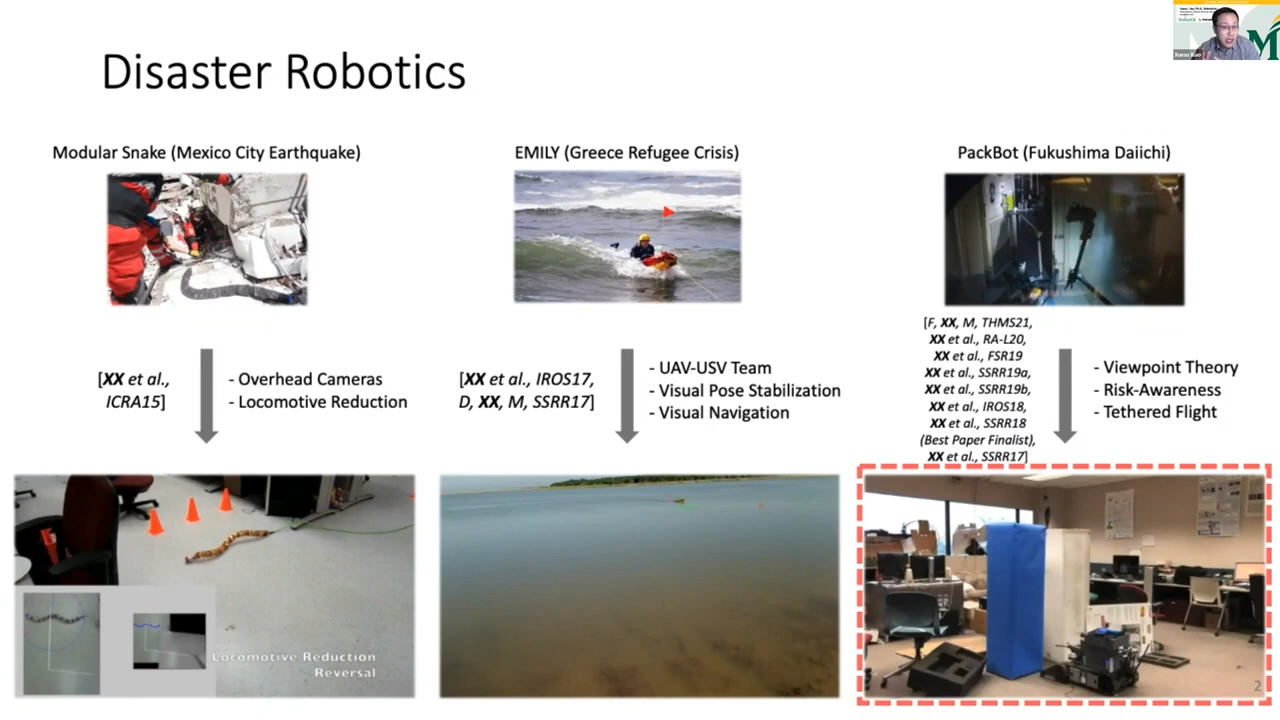 Disaster Robotics
Modular Snake (Mexico City Earthquake)
[XX et al.,
ICRA15]
- Overhead Cameras
- Locomotive Reduction
Locomotive Reduction
Reversal
EMILY (Greece Refugee Crisis)
[XX et al., IROS17,
D, XX, M, SSRR17]
- UAV-USV Team
- Visual Pose Stabilization
- Visual Navigation
PackBot (Fukushima Daiichi)
[F, XX, M, THMS21,
XX et al., RA-L20,
XX et al., FSR19
XX et al., SSRR19a,
XX et al., SSRR19b,
XX et al., IROS18,
XX et al., SSRR18
(Best Paper Finalist),
XX et al., SSRR17]
- Viewpoint Theory
- Risk-Awareness
- Tethered Flight
2
Xuesu Xiao
M